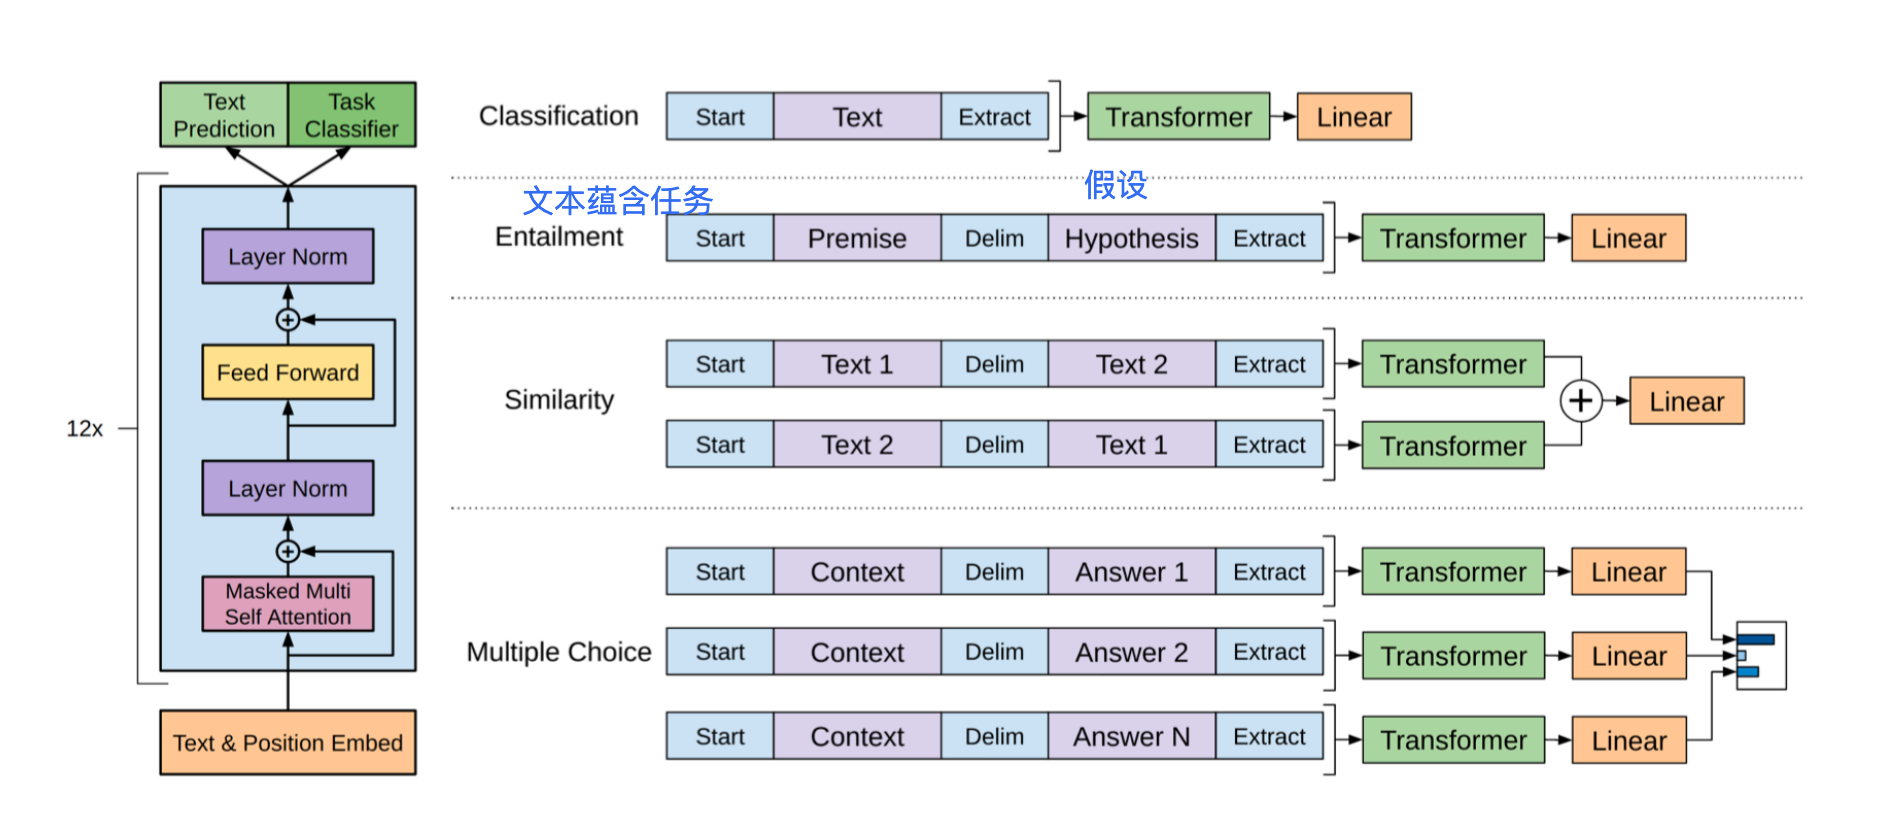 Text
Prediction
Task
Classifier
12x
Layer Norm
Feed Forward
Layer Norm
Masked Multi
Self Attention
Text & Position Embed
Classification
Start Text Extract Transformer Linear
文本蕴含任务
假设
Entailment
Start Premise Delim Hypothesis Extract Transformer Linear
Similarity
Start Text 1 Delim Text 2 Extract Transformer
Start Text 2 Delim Text 1 Extract Transformer
Linear
Multiple Choice
Start Context Delim Answer 1 Extract Transformer Linear
Start Context Delim Answer 2 Extract Transformer Linear
Start Context Delim Answer N Extract Transformer Linear